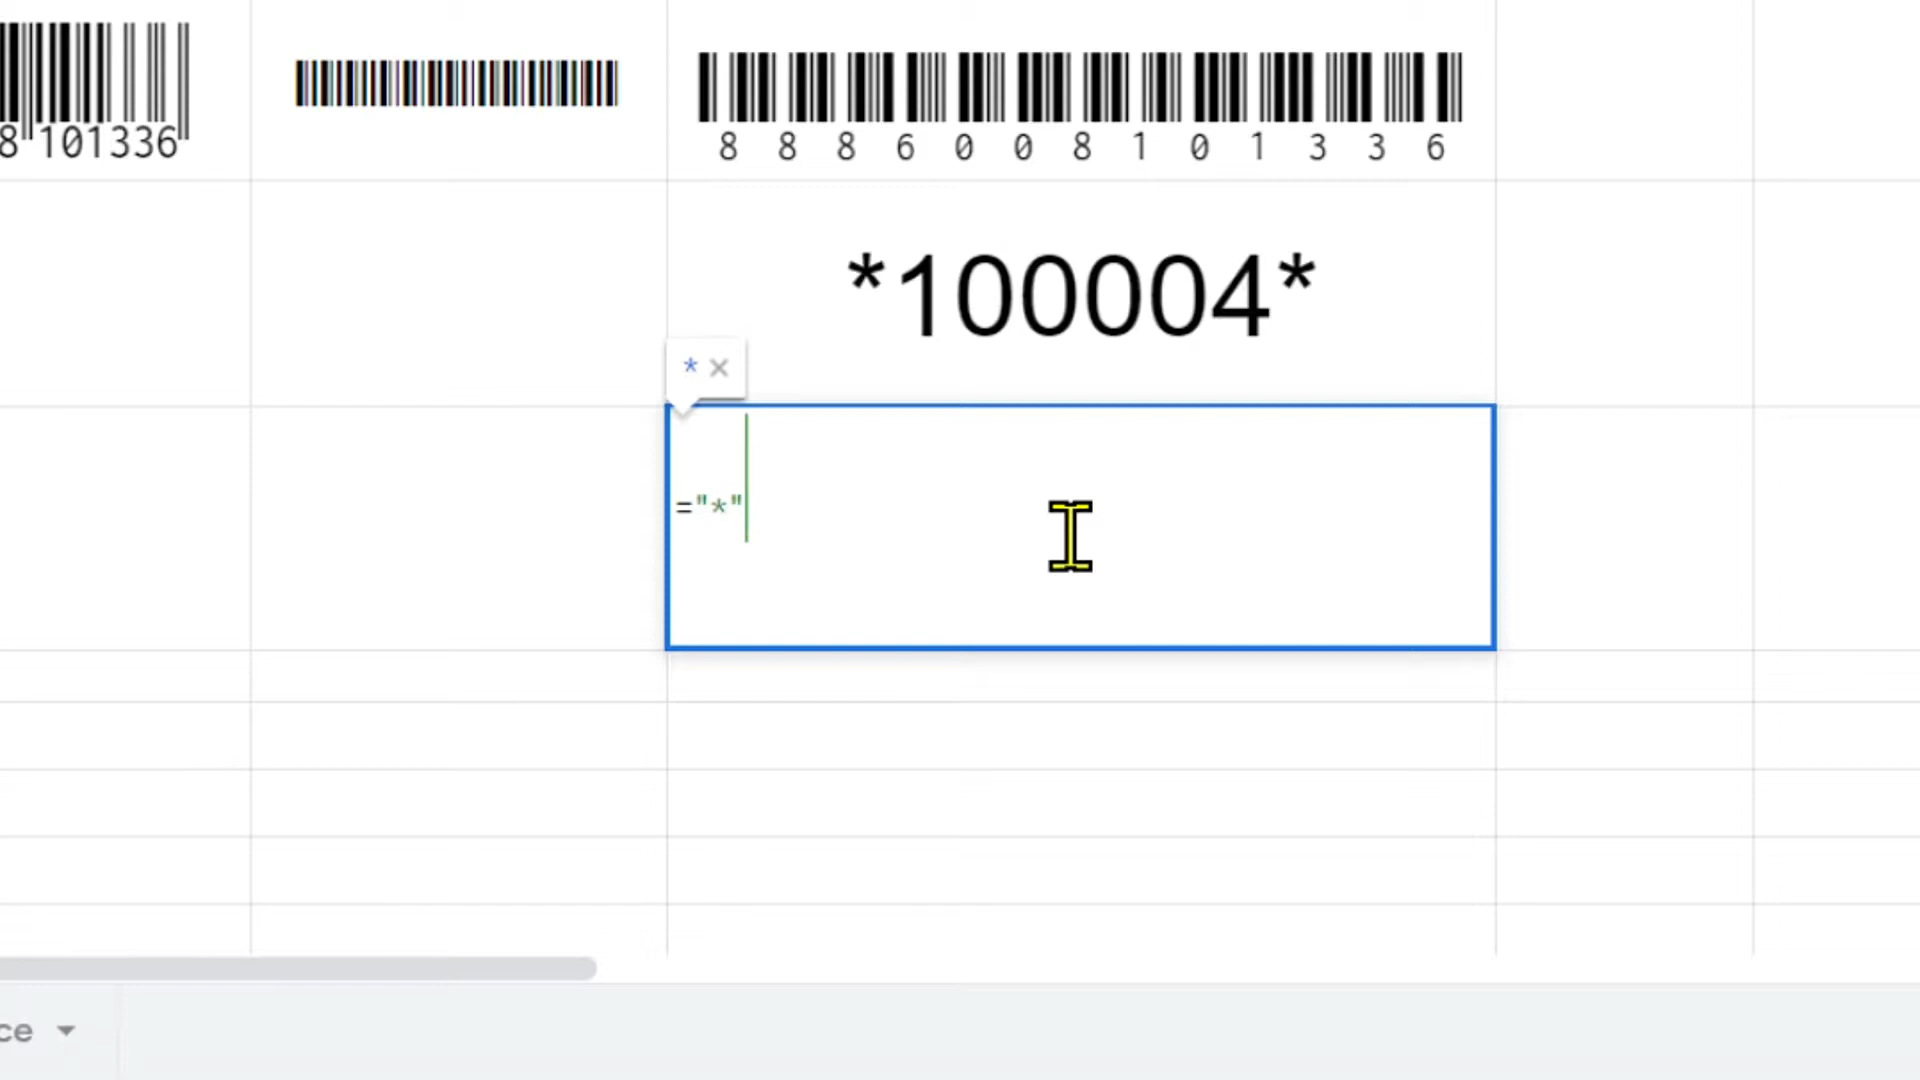 8 101336
8 8 8 6 0 0 8 1 0 1 3 3 6
*100004*
* ×
="*"
ce